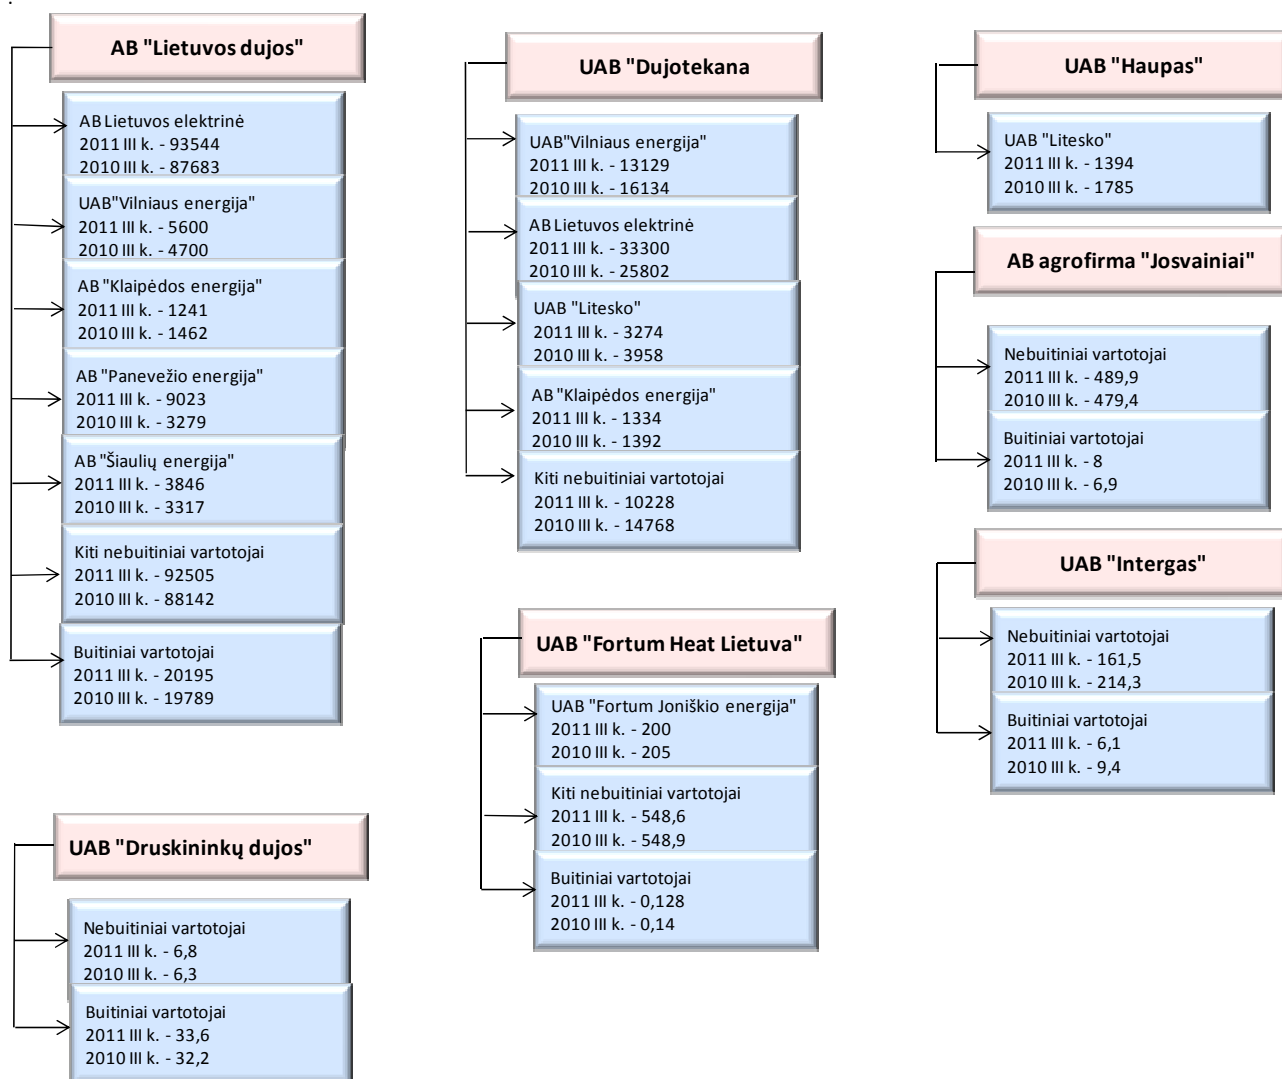 .
AB "Lietuvos dujos"
AB Lietuvos elektrinė
2011 III k. - 93544
2010 III k. - 87683
UAB"Vilniaus energija"
2011 III k. - 5600
2010 III k. - 4700
AB "Klaipėdos energija"
2011 III k. - 1241
2010 III k. - 1462
AB "Panevežio energija"
2011 III k. - 9023
2010 III k. - 3279
AB "Šiaulių energija"
2011 III k. - 3846
2010 III k. - 3317
Kiti nebuitiniai vartotojai
2011 III k. - 92505
2010 III k. - 88142
Buitiniai vartotojai
2011 III k. - 20195
2010 III k. - 19789
UAB "Druskininkų dujos"
Nebuitiniai vartotojai
2011 III k. - 6,8
2010 III k. - 6,3
Buitiniai vartotojai
2011 III k. - 33,6
2010 III k. - 32,2
UAB "Dujotekana
UAB"Vilniaus energija"
2011 III k. - 13129
2010 III k. - 16134
AB Lietuvos elektrinė
2011 III k. - 33300
2010 III k. - 25802
UAB "Litesko"
2011 III k. - 3274
2010 III k. - 3958
AB "Klaipėdos energija"
2011 III k. - 1334
2010 III k. - 1392
Kiti nebuitiniai vartotojai
2011 III k. - 10228
2010 III k. - 14768
UAB "Fortum Heat Lietuva"
UAB "Fortum Joniškio energija"
2011 III k. - 200
2010 III k. - 205
Kiti nebuitiniai vartotojai
2011 III k. - 548,6
2010 III k. - 548,9
Buitiniai vartotojai
2011 III k. - 0,128
2010 III k. - 0,14
UAB "Haupas"
UAB "Litesko"
2011 III k. - 1394
2010 III k. - 1785
AB agrofirma "Josvainiai"
Nebuitiniai vartotojai
2011 III k. - 489,9
2010 III k. - 479,4
Buitiniai vartotojai
2011 III k. - 8
2010 III k. - 6,9
UAB "Intergas"
Nebuitiniai vartotojai
2011 III k. - 161,5
2010 III k. - 214,3
Buitiniai vartotojai
2011 III k. - 6,1
2010 III k. - 9,4